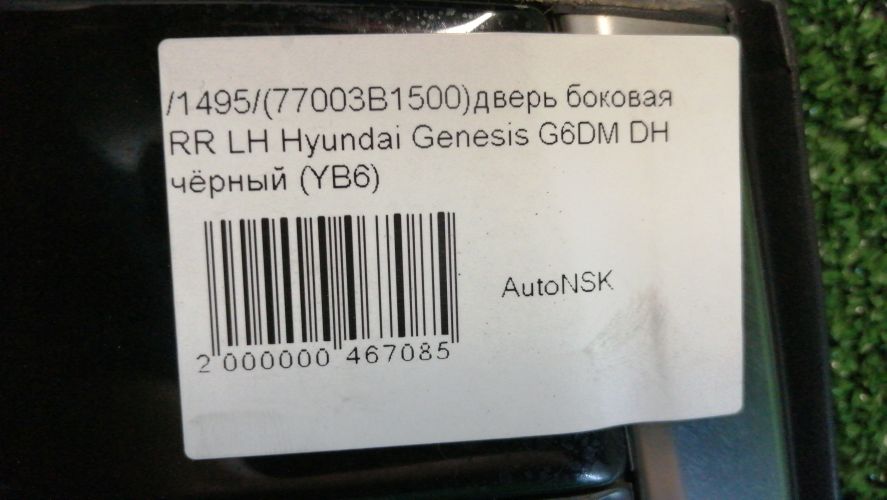 /1495/(77003B1500)дверь боковая
RR LH Hyundai Genesis G6DM DH
чёрный (YB6)
AutoNSK
2 000000 467085